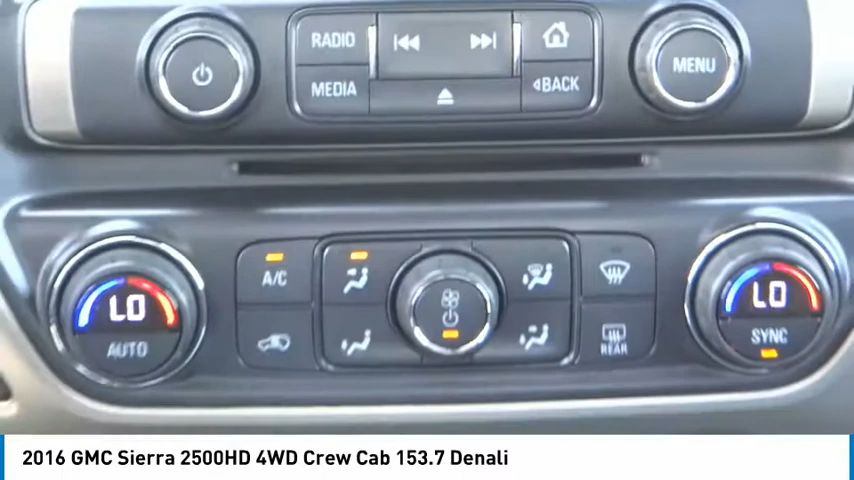 RADIO
MENU
MEDIA
BACK
A/C
LO
LO
AUTO
REAR
SYNC
2016 GMC Sierra 2500HD 4WD Crew Cab 153.7 Denali